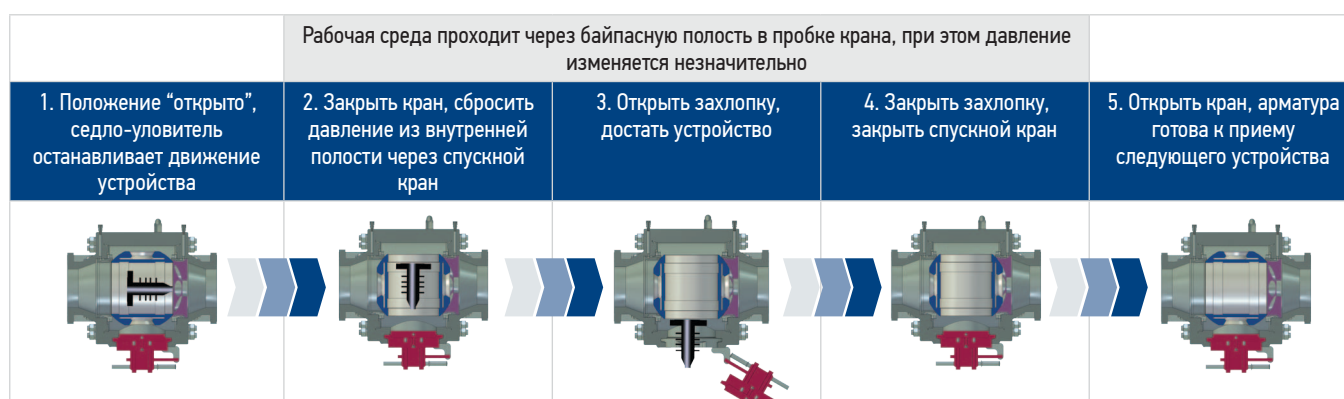 Рабочая среда проходит через байпасную полость в пробке крана, при этом давление
изменяется незначительно
1. Положение “открыто”,
седло-уловитель
останавливает движение
устройства
2. Закрыть кран, сбросить
давление из внутренней
полости через спускной
кран
3. Открыть захлопку,
достать устройство
4. Закрыть захлопку,
закрыть спускной кран
5. Открыть кран, арматура
готова к приему
следующего устройства